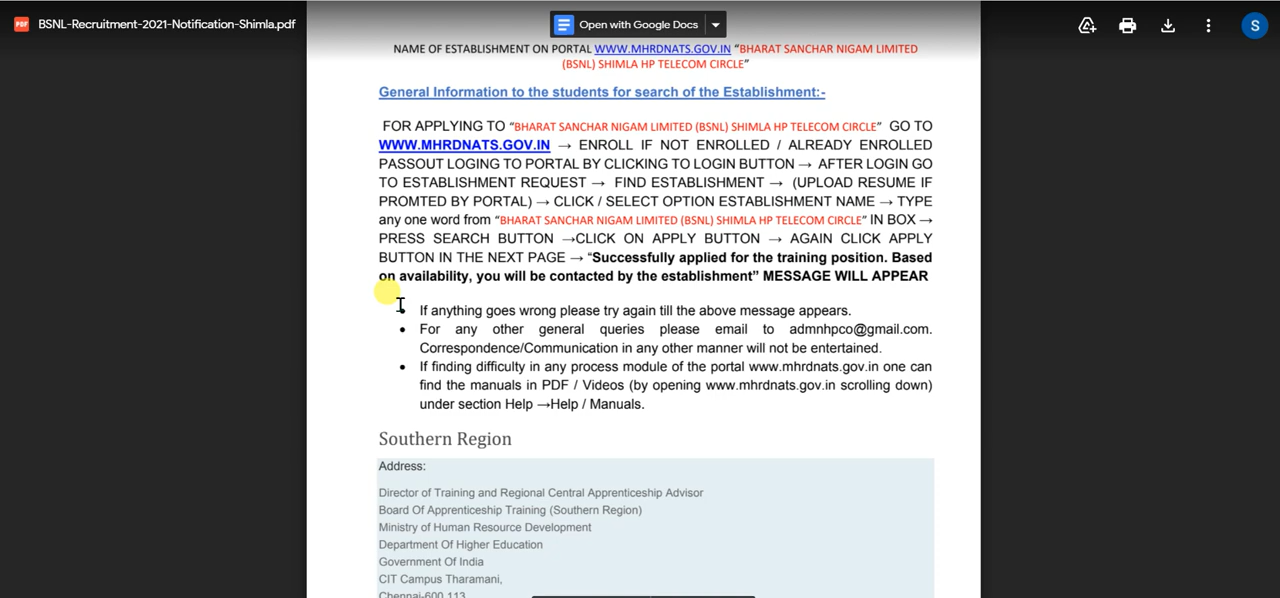 BSNL-Recruitment-2021-Notification-Shimla.pdf
PDF
Open with Google Docs
S
NAME OF ESTABLISHMENT ON PORTAL WWW.MHRDNATS.GOV.IN “BHARAT SANCHAR NIGAM LIMITED
(BSNL) SHIMLA HP TELECOM CIRCLE”
General Information to the students for search of the Establishment:-
FOR APPLYING TO “BHARAT SANCHAR NIGAM LIMITED (BSNL) SHIMLA HP TELECOM CIRCLE” GO TO
WWW.MHRDNATS.GOV.IN → ENROLL IF NOT ENROLLED / ALREADY ENROLLED
PASSOUT LOGING TO PORTAL BY CLICKING TO LOGIN BUTTON → AFTER LOGIN GO
TO ESTABLISHMENT REQUEST → FIND ESTABLISHMENT → (UPLOAD RESUME IF
PROMTED BY PORTAL) → CLICK / SELECT OPTION ESTABLISHMENT NAME → TYPE
any one word from “BHARAT SANCHAR NIGAM LIMITED (BSNL) SHIMLA HP TELECOM CIRCLE” IN BOX →
PRESS SEARCH BUTTON →CLICK ON APPLY BUTTON → AGAIN CLICK APPLY
BUTTON IN THE NEXT PAGE → “Successfully applied for the training position. Based
on availability, you will be contacted by the establishment” MESSAGE WILL APPEAR
• If anything goes wrong please try again till the above message appears.
• For any other general queries please email to admnhpco@gmail.com.
Correspondence/Communication in any other manner will not be entertained.
• If finding difficulty in any process module of the portal www.mhrdnats.gov.in one can
find the manuals in PDF / Videos (by opening www.mhrdnats.gov.in scrolling down)
under section Help →Help / Manuals.
Southern Region
Address:
Director of Training and Regional Central Apprenticeship Advisor
Board Of Apprenticeship Training (Southern Region)
Ministry of Human Resource Development
Department Of Higher Education
Government Of India
CIT Campus Tharamani,
Chennai-600 113